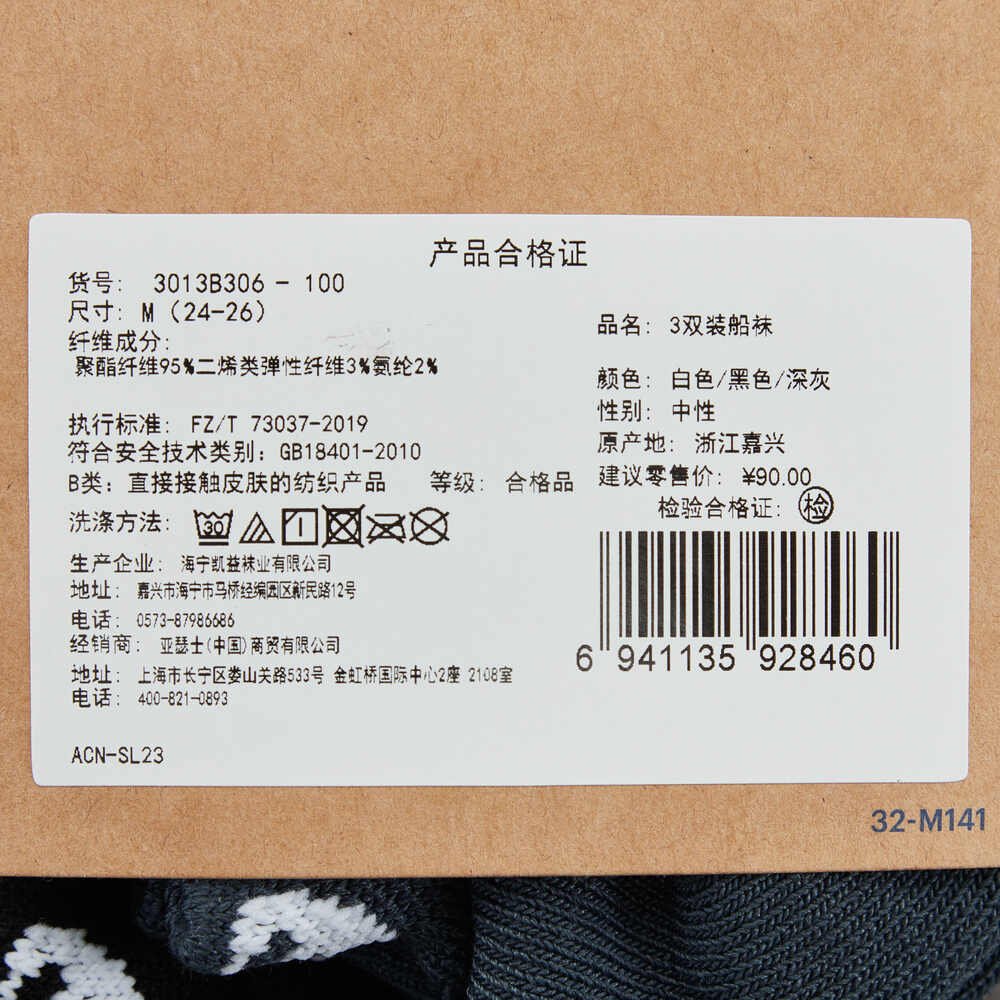 产品合格证
货号: 3013B306 - 100
尺寸: M (24-26)
纤维成分:
聚酯纤维95%二烯类弹性纤维3%氨纶2%
执行标准: FZ/T 73037-2019
符合安全技术类别: GB18401-2010
B类: 直接接触皮肤的纺织产品 等级: 合格品
洗涤方法: 30
生产企业: 海宁凯益袜业有限公司
地址: 嘉兴市海宁市马桥经编园区新民路12号
电话: 0573-87986686
经销商: 亚瑟士(中国)商贸有限公司
地址: 上海市长宁区娄山关路533号 金虹桥国际中心2座 2108室
电话: 400-821-0893
ACN-SL23
品名: 3双装船袜
颜色: 白色/黑色/深灰
性别: 中性
原产地: 浙江嘉兴
建议零售价: ¥90.00
检验合格证: 检
6 941135 928460
32-M141